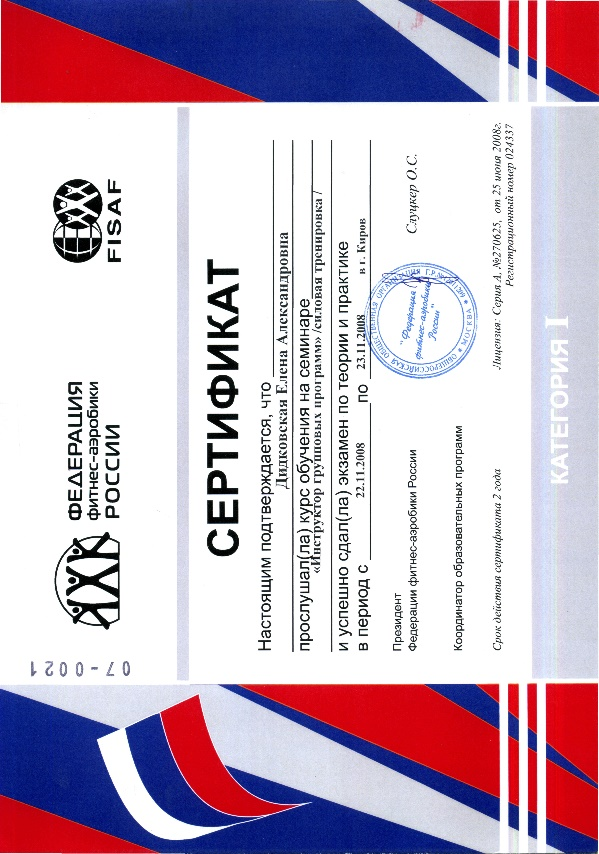 07-0021
ФЕДЕРАЦИЯ
фитнес-аэробики
РОССИИ
FISAF
СЕРТИФИКАТ
Настоящим подтверждается, что
Дидковская Елена Александровна
прослушал(ла) курс обучения на семинаре
«Инструктор групповых программ» /силовая тренировка /
и успешно сдал(ла) экзамен по теории и практике
в период с 22.11.2008 по 23.11.2008 в г. Киров
Президент
Федерации фитнес-аэробики России
Слуцкер О.С.
ОБЩЕРОССИЙСКАЯ ОБЩЕСТВЕННАЯ ОРГАНИЗАЦИЯ
* МОСКВА *
"Федерация
фитнес-аэробики
России"
Координатор образовательных программ
Срок действия сертификата 2 года
Лицензия: Серия А, №270625, от 25 июня 2008г.
Регистрационный номер 024337
КАТЕГОРИЯ I